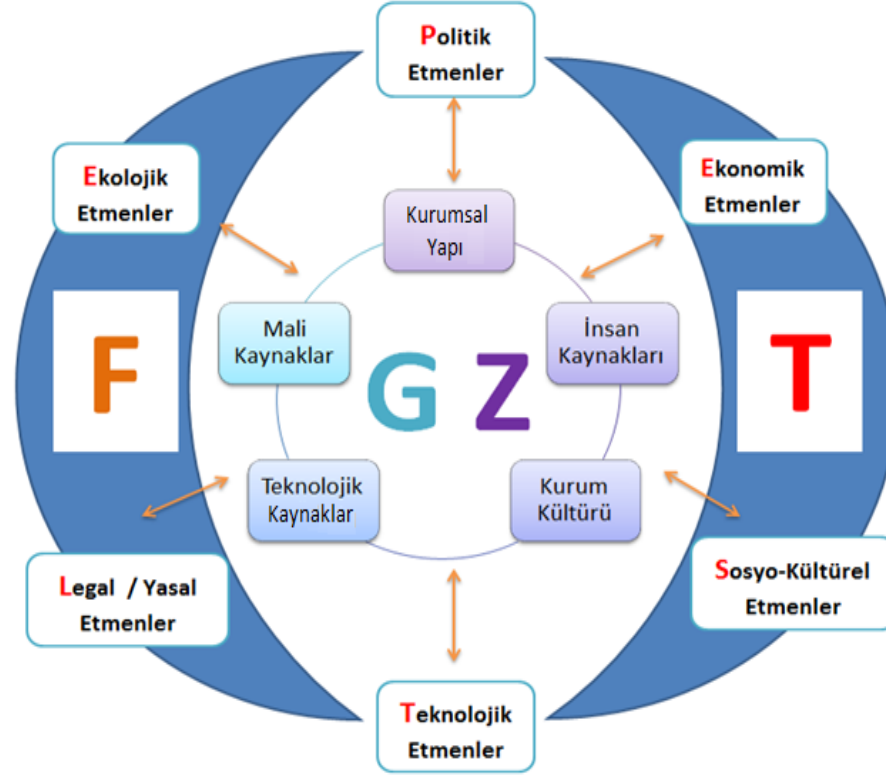 Politik
Etmenler
Ekolojik
Etmenler
Ekonomik
Etmenler
Kurumsal
Yapı
Mali
Kaynaklar
İnsan
Kaynakları
F
G Z
T
Teknolojik
Kaynaklar
Kurum
Kültürü
Legal / Yasal
Etmenler
Sosyo-Kültürel
Etmenler
Teknolojik
Etmenler